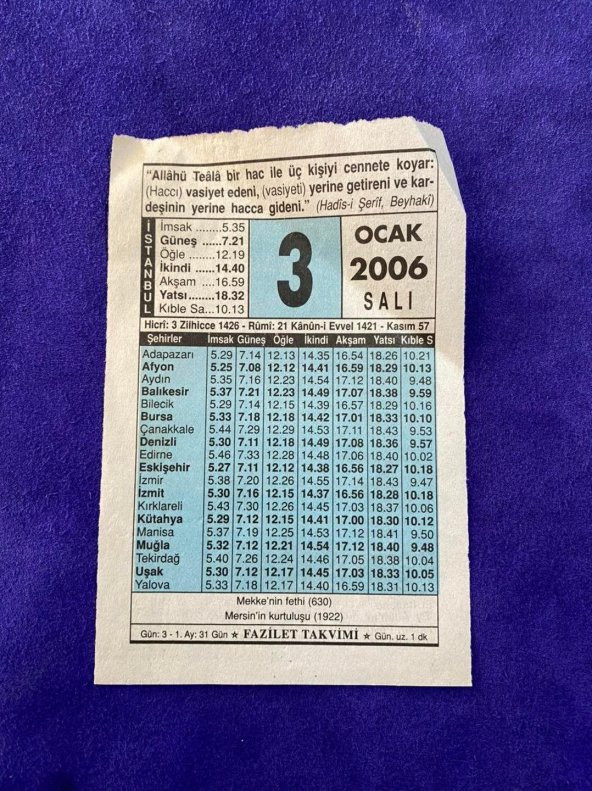 “Allâhü Teâlâ bir hac ile üç kişiyi cennete koyar:
(Haccı) vasiyet edeni, (vasiyeti) yerine getireni ve kar-
deşinin yerine hacca gideni.” (Hadîs-i Şerîf, Beyhakî)
İSTANBUL
İmsak ........5.35
Güneş ......7.21
Öğle ........12.19
İkindi ......14.40
Akşam ....16.59
Yatsı........18.32
Kıble Sa...10.13
3
OCAK
2006
SALI
Hicrî: 3 Zilhicce 1426 - Rûmî: 21 Kânûn-i Evvel 1421 - Kasım 57
Şehirler İmsak Güneş Öğle İkindi Akşam Yatsı Kıble S
Adapazarı 5.29 7.14 12.13 14.35 16.54 18.26 10.21
Afyon 5.25 7.08 12.12 14.41 16.59 18.29 10.13
Aydın 5.35 7.16 12.23 14.54 17.12 18.40 9.48
Balıkesir 5.37 7.21 12.23 14.49 17.07 18.38 9.59
Bilecik 5.29 7.14 12.15 14.39 16.57 18.29 10.16
Bursa 5.33 7.18 12.18 14.42 17.01 18.33 10.10
Çanakkale 5.44 7.29 12.29 14.53 17.11 18.43 9.53
Denizli 5.30 7.11 12.18 14.49 17.08 18.36 9.57
Edirne 5.46 7.33 12.28 14.48 17.06 18.40 10.02
Eskişehir 5.27 7.11 12.12 14.38 16.56 18.27 10.18
İzmir 5.38 7.20 12.26 14.55 17.14 18.43 9.47
İzmit 5.30 7.16 12.15 14.37 16.56 18.28 10.18
Kırklareli 5.43 7.30 12.26 14.45 17.03 18.37 10.06
Kütahya 5.29 7.12 12.15 14.41 17.00 18.30 10.12
Manisa 5.37 7.19 12.25 14.53 17.12 18.41 9.50
Muğla 5.32 7.12 12.21 14.54 17.12 18.40 9.48
Tekirdağ 5.40 7.26 12.24 14.46 17.05 18.38 10.04
Uşak 5.30 7.12 12.17 14.45 17.03 18.33 10.05
Yalova 5.33 7.18 12.17 14.40 16.59 18.31 10.13
Mekke’nin fethi (630)
Mersin’in kurtuluşu (1922)
Gün: 3 - 1. Ay: 31 Gün ★ FAZİLET TAKVİMİ ★ Gün. uz. 1 dk